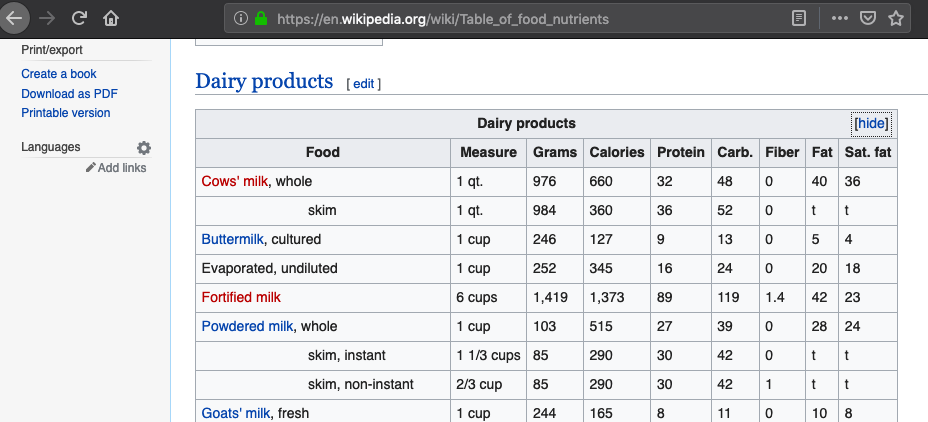 https://en.wikipedia.org/wiki/Table_of_food_nutrients
Print/export
Create a book
Download as PDF
Printable version
Languages
Add links
Dairy products [ edit ]
Dairy products [hide]
Food Measure Grams Calories Protein Carb. Fiber Fat Sat. fat
Cows' milk, whole 1 qt. 976 660 32 48 0 40 36
skim 1 qt. 984 360 36 52 0 t t
Buttermilk, cultured 1 cup 246 127 9 13 0 5 4
Evaporated, undiluted 1 cup 252 345 16 24 0 20 18
Fortified milk 6 cups 1,419 1,373 89 119 1.4 42 23
Powdered milk, whole 1 cup 103 515 27 39 0 28 24
skim, instant 1 1/3 cups 85 290 30 42 0 t t
skim, non-instant 2/3 cup 85 290 30 42 1 t t
Goats' milk, fresh 1 cup 244 165 8 11 0 10 8